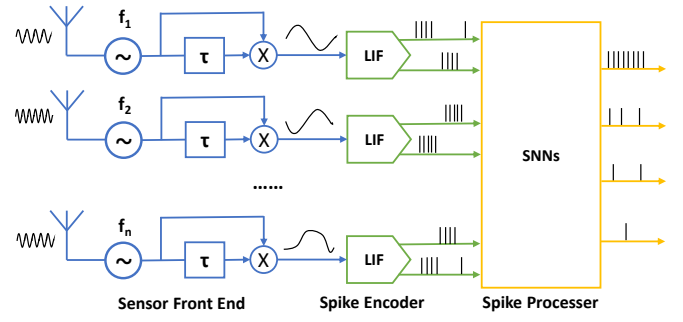 f1
~
τ
X
LIF
f2
~
τ
X
LIF
SNNs
......
fn
~
τ
X
LIF
Sensor Front End
Spike Encoder
Spike Processer